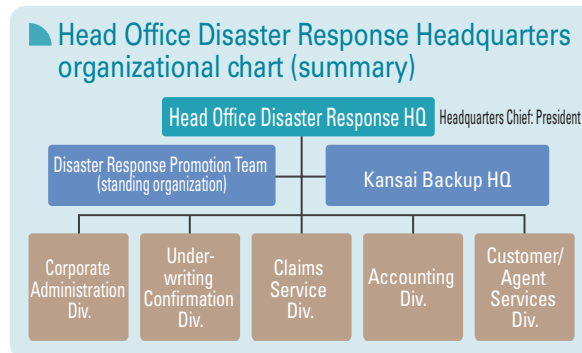 Head Office Disaster Response Headquarters
organizational chart (summary)
Head Office Disaster Response HQ
Headquarters Chief: President
Disaster Response Promotion Team
(standing organization)
Kansai Backup HQ
Corporate
Administration
Div.
Under-
writing
Confirmation
Div.
Claims
Service
Div.
Accounting
Div.
Customer/
Agent
Services
Div.